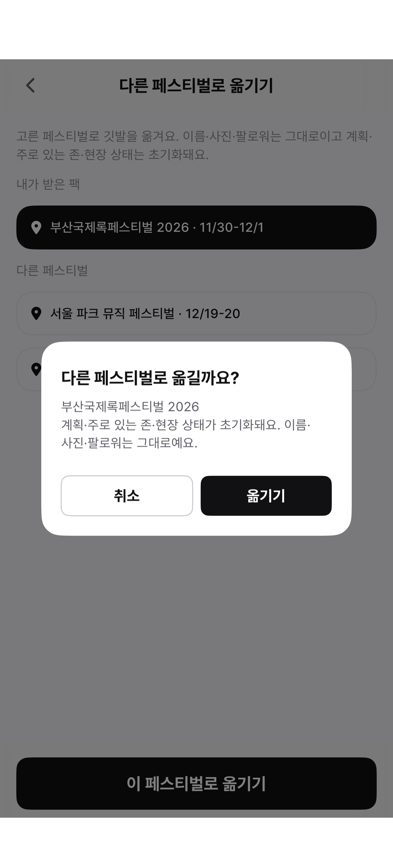 다른 페스티벌로 옮기기
고른 페스티벌로 깃발을 옮겨요. 이름·사진·팔로워는 그대로이고 계획·
주로 있는 존·현장 상태는 초기화돼요.
내가 받은 팩
부산국제록페스티벌 2026 · 11/30-12/1
다른 페스티벌
서울 파크 뮤직 페스티벌 · 12/19-20
다른 페스티벌로 옮길까요?
부산국제록페스티벌 2026
계획·주로 있는 존·현장 상태가 초기화돼요. 이름·
사진·팔로워는 그대로예요.
취소
옮기기
이 페스티벌로 옮기기